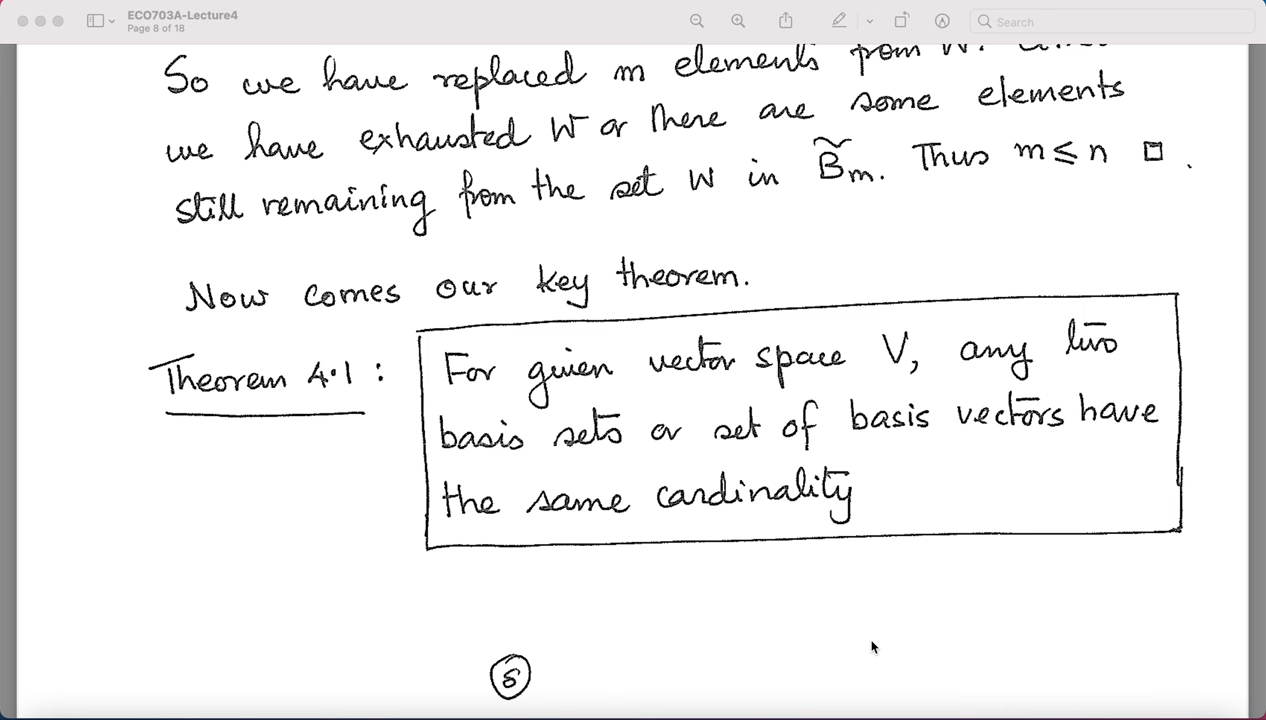 ECO703A-Lecture4
Page 8 of 18
Search
So we have replaced m elements from W.
we have exhausted W or there are some elements
still remaining from the set W in B̃m. Thus m ≤ n □.
Now comes our key theorem.
Theorem 4.1 :
For given vector space V, any two
basis sets or set of basis vectors have
the same cardinality